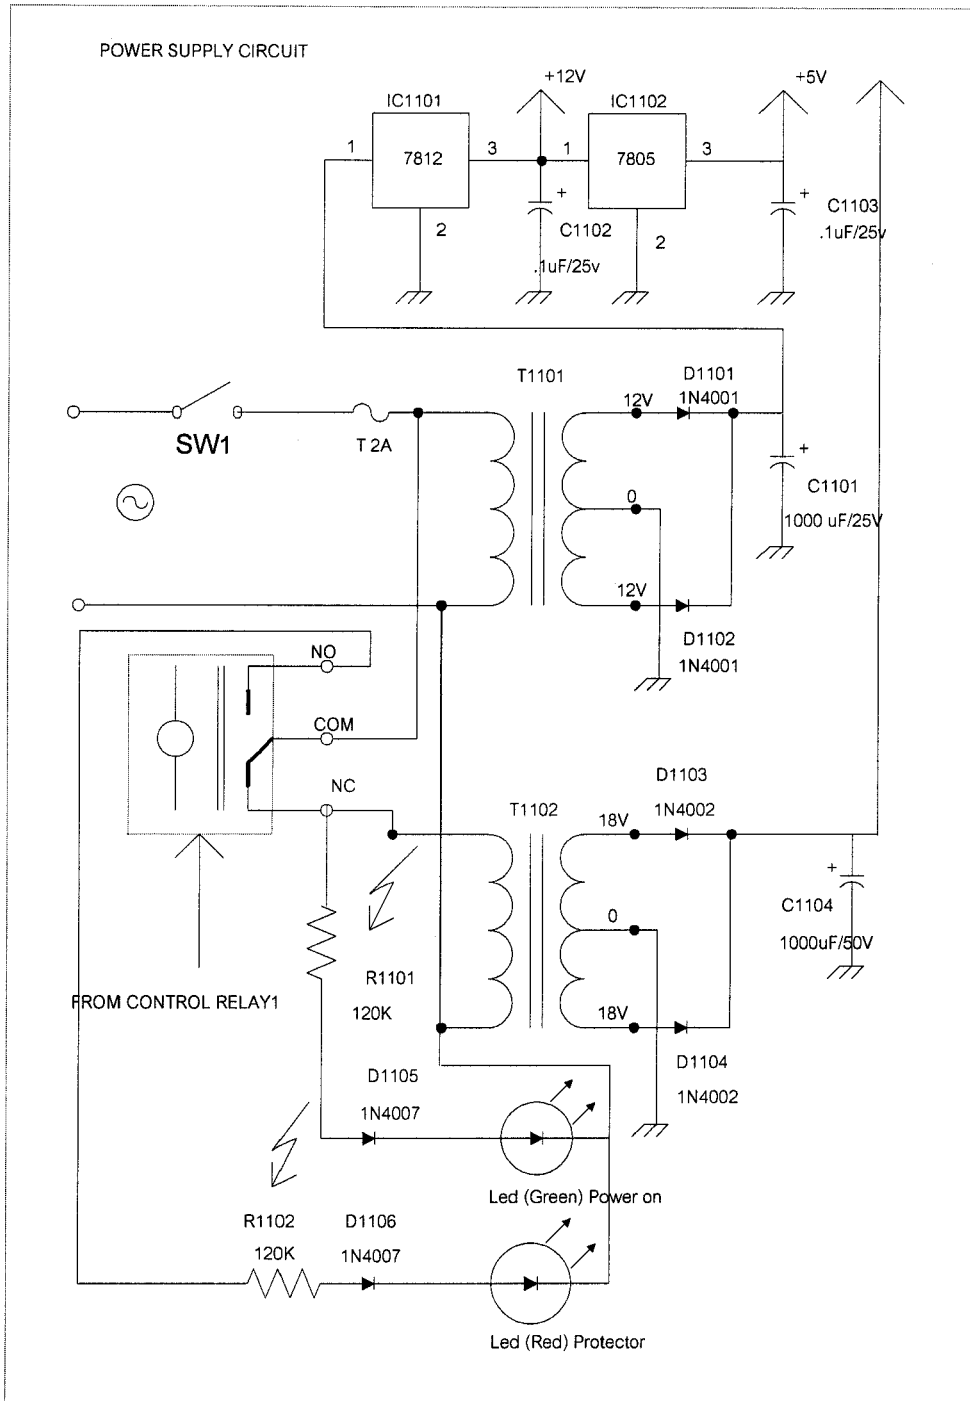 POWER SUPPLY CIRCUIT
+12V
+5V
IC1101
IC1102
1
7812
3
1
7805
3
2
+
C1102
.1uF/25v
2
+
C1103
.1uF/25v
T1101
D1101
1N4001
12V
SW1
T 2A
+
C1101
1000 uF/25V
0
12V
D1102
1N4001
NO
COM
NC
D1103
1N4002
T1102
18V
+
C1104
1000uF/50V
0
R1101
120K
FROM CONTROL RELAY1
18V
D1104
1N4002
D1105
1N4007
Led (Green) Power on
R1102
120K
D1106
1N4007
Led (Red) Protector